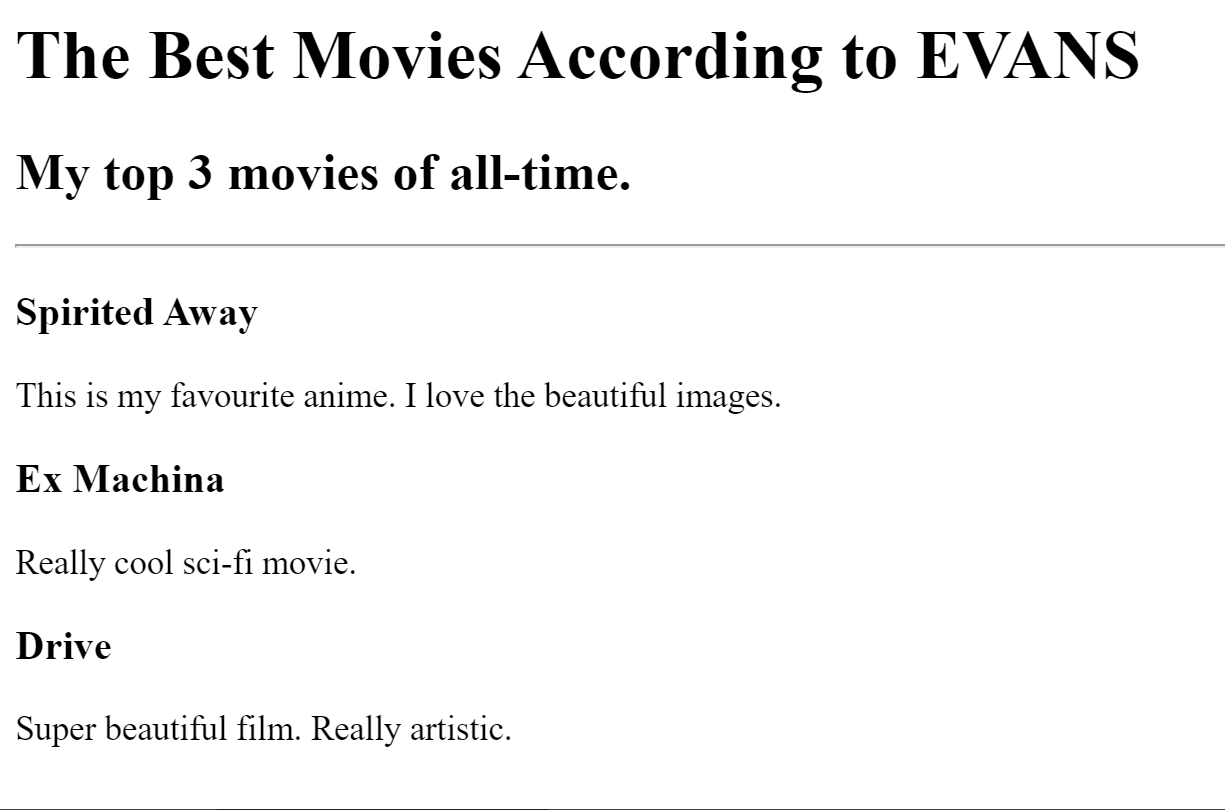 The Best Movies According to EVANS
My top 3 movies of all-time.
Spirited Away
This is my favourite anime. I love the beautiful images.
Ex Machina
Really cool sci-fi movie.
Drive
Super beautiful film. Really artistic.